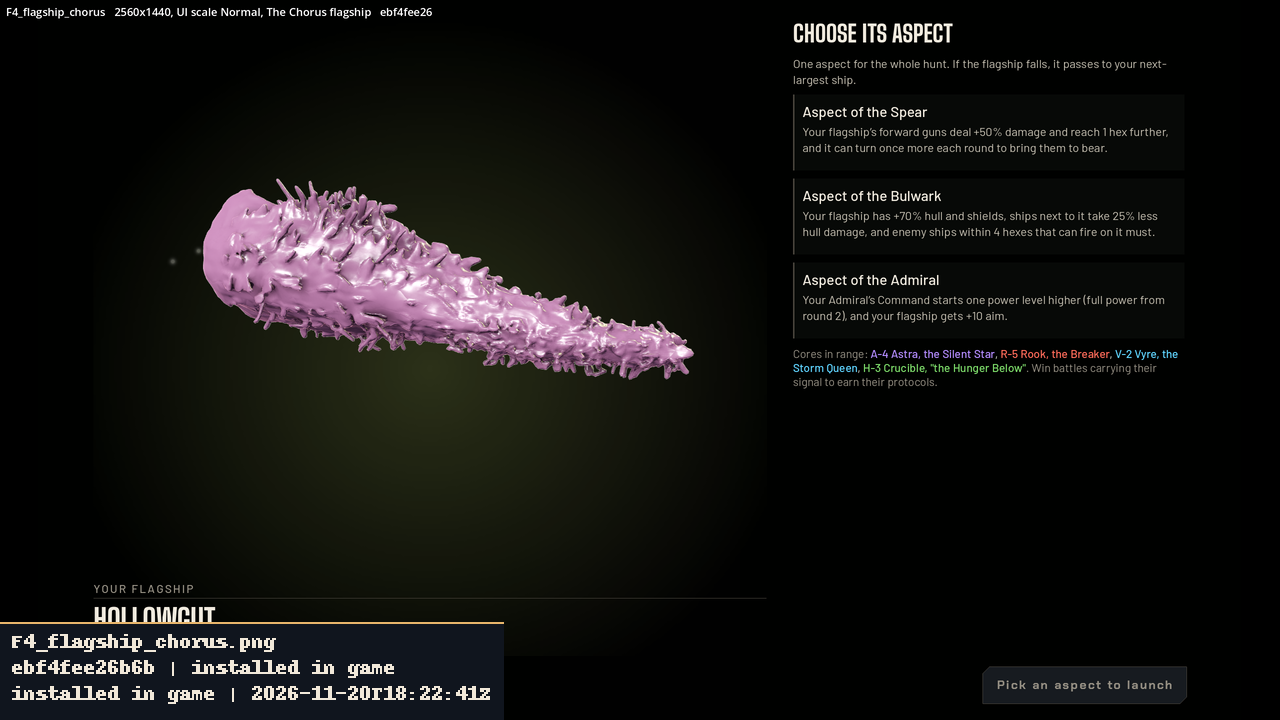 F4_flagship_chorus 2560x1440, UI scale Normal, The Chorus flagship ebf4fee26
CHOOSE ITS ASPECT
One aspect for the whole hunt. If the flagship falls, it passes to your next-
largest ship.
Aspect of the Spear
Your flagship's forward guns deal +50% damage and reach 1 hex further,
and it can turn once more each round to bring them to bear.
Aspect of the Bulwark
Your flagship has +70% hull and shields, ships next to it take 25% less
hull damage, and enemy ships within 4 hexes that can fire on it must.
Aspect of the Admiral
Your Admiral's Command starts one power level higher (full power from
round 2), and your flagship gets +10 aim.
Cores in range: A-4 Astra, the Silent Star, R-5 Rook, the Breaker, V-2 Vyre, the
Storm Queen, H-3 Crucible, "the Hunger Below". Win battles carrying their
signal to earn their protocols.
YOUR FLAGSHIP
HOLLOWGUT
F4_flagship_chorus.png
ebf4fee26b6b | installed in game
installed in game | 2026-11-20T18:22:41Z
Pick an aspect to launch